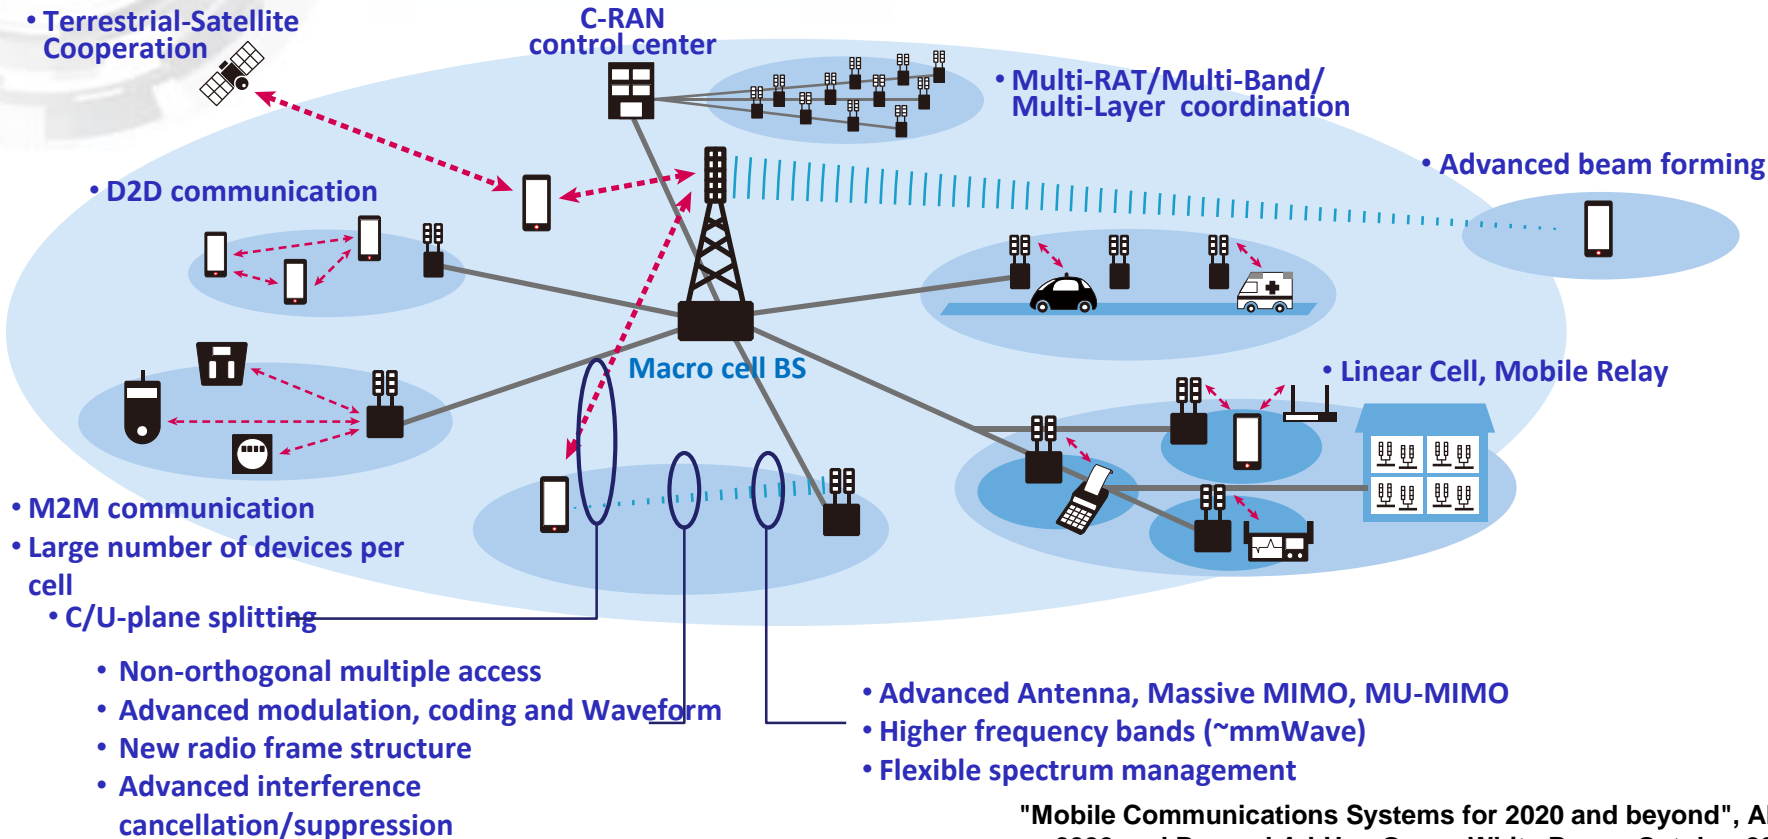 • Terrestrial-Satellite
Cooperation
C-RAN
control center
• Multi-RAT/Multi-Band/
Multi-Layer coordination
• Advanced beam forming
• D2D communication
Macro cell BS
• Linear Cell, Mobile Relay
• M2M communication
• Large number of devices per
cell
• C/U-plane splitting
• Non-orthogonal multiple access
• Advanced modulation, coding and Waveform
• New radio frame structure
• Advanced interference
cancellation/suppression
• Advanced Antenna, Massive MIMO, MU-MIMO
• Higher frequency bands (~mmWave)
• Flexible spectrum management
"Mobile Communications Systems for 2020 and beyond",